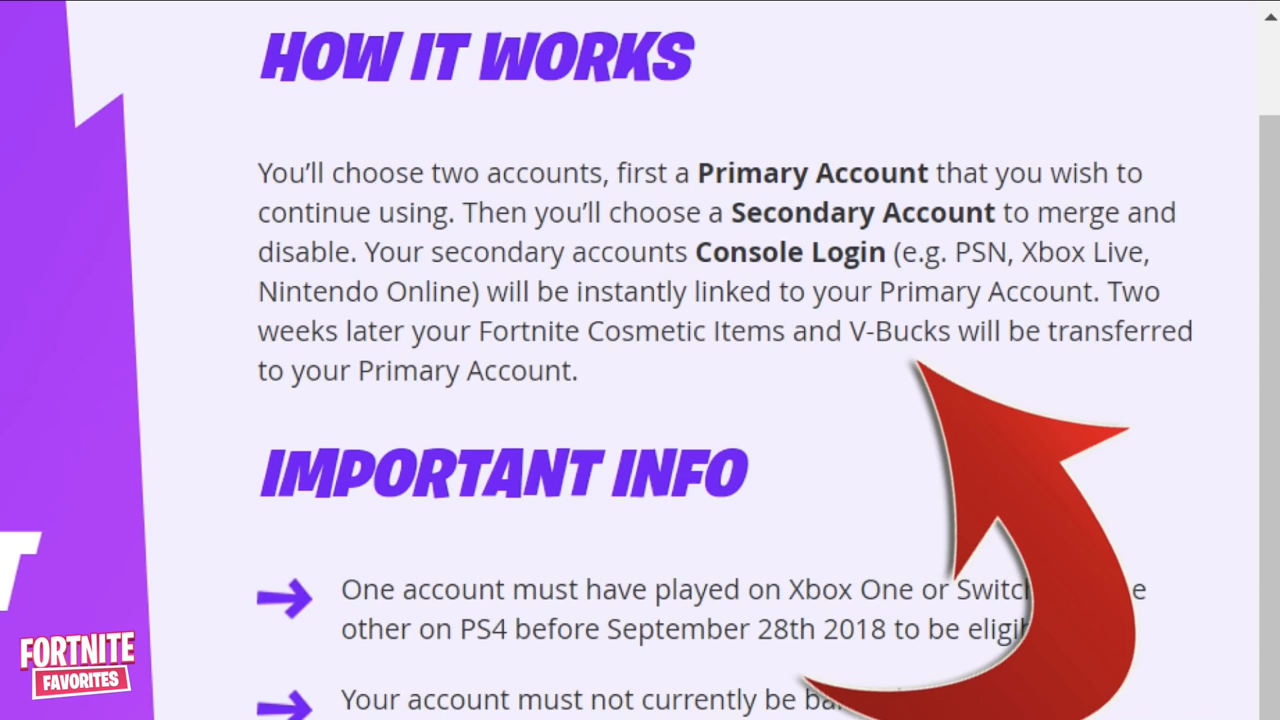 HOW IT WORKS
You’ll choose two accounts, first a Primary Account that you wish to
continue using. Then you’ll choose a Secondary Account to merge and
disable. Your secondary accounts Console Login (e.g. PSN, Xbox Live,
Nintendo Online) will be instantly linked to your Primary Account. Two
weeks later your Fortnite Cosmetic Items and V-Bucks will be transferred
to your Primary Account.
IMPORTANT INFO
One account must have played on Xbox One or
other on PS4 before September 28th 2018 to be
Your account must not currently be
T
FORTNITE
FAVORITES